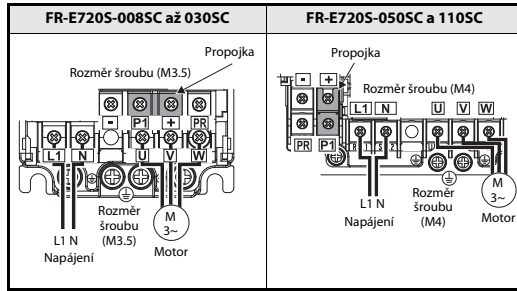 FR-E720S-008SC až 030SC
Propojka
Rozměr šroubu (M3.5)
- P1 + PR
L1 N U V W
Rozměr
šroubu
(M3.5)
M
3~
L1 N
Napájení
Motor
FR-E720S-050SC a 110SC
Propojka
- +
Rozměr šroubu (M4)
L1 N U V W
PR P1
Rozměr
šroubu
(M4)
M
3~
L1 N
Napájení
Motor